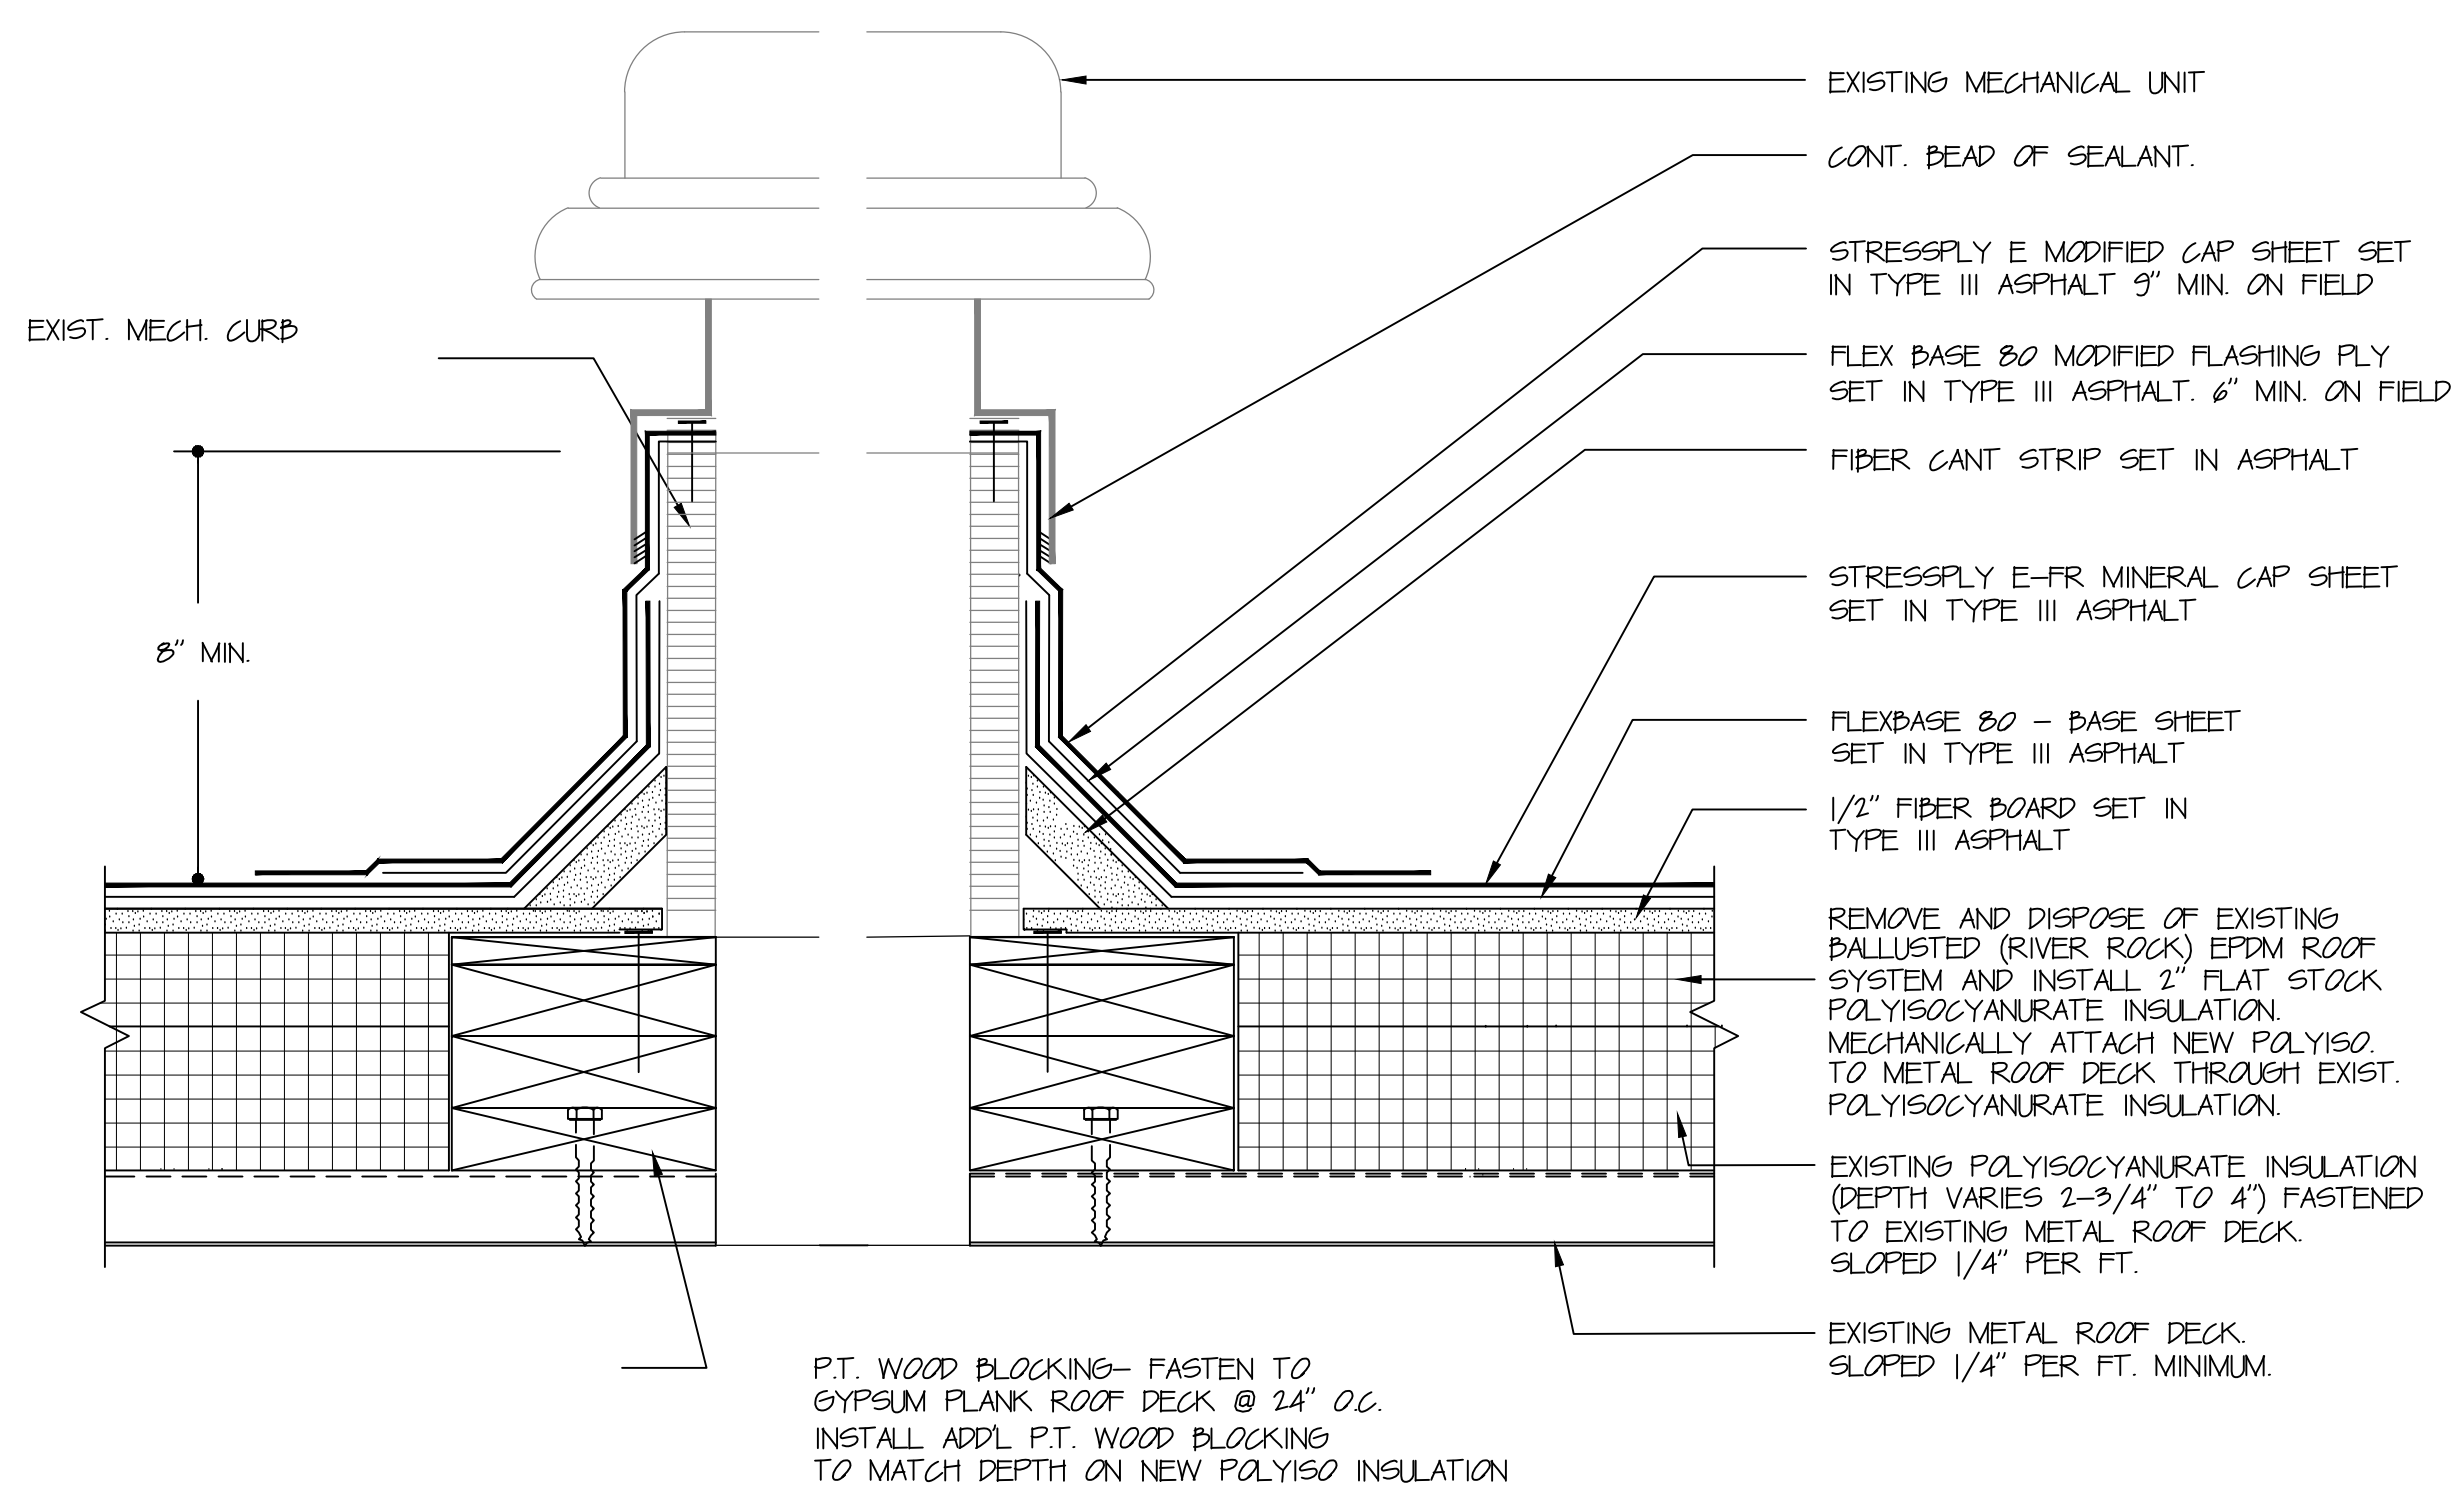 EXISTING MECHANICAL UNIT
CONT. BEAD OF SEALANT.
STRESSPLY E MODIFIED CAP SHEET SET
IN TYPE III ASPHALT 9" MIN. ON FIELD
EXIST. MECH. CURB
FLEX BASE 80 MODIFIED FLASHING PLY
SET IN TYPE III ASPHALT. 6" MIN. ON FIELD
FIBER CANT STRIP SET IN ASPHALT
STRESSPLY E-FR MINERAL CAP SHEET
SET IN TYPE III ASPHALT
8" MIN.
FLEXBASE 80 - BASE SHEET
SET IN TYPE III ASPHALT
1/2" FIBER BOARD SET IN
TYPE III ASPHALT
REMOVE AND DISPOSE OF EXISTING
BALLUSTED (RIVER ROCK) EPDM ROOF
SYSTEM AND INSTALL 2" FLAT STOCK
POLYISOCYANURATE INSULATION.
MECHANICALLY ATTACH NEW POLYISO.
TO METAL ROOF DECK THROUGH EXIST.
POLYISOCYANURATE INSULATION.
EXISTING POLYISOCYANURATE INSULATION
(DEPTH VARIES 2-3/4" TO 4") FASTENED
TO EXISTING METAL ROOF DECK.
SLOPED 1/4" PER FT.
EXISTING METAL ROOF DECK.
SLOPED 1/4" PER FT. MINIMUM.
P.T. WOOD BLOCKING- FASTEN TO
GYPSUM PLANK ROOF DECK @ 24" O.C.
INSTALL ADD'L P.T. WOOD BLOCKING
TO MATCH DEPTH ON NEW POLYISO INSULATION